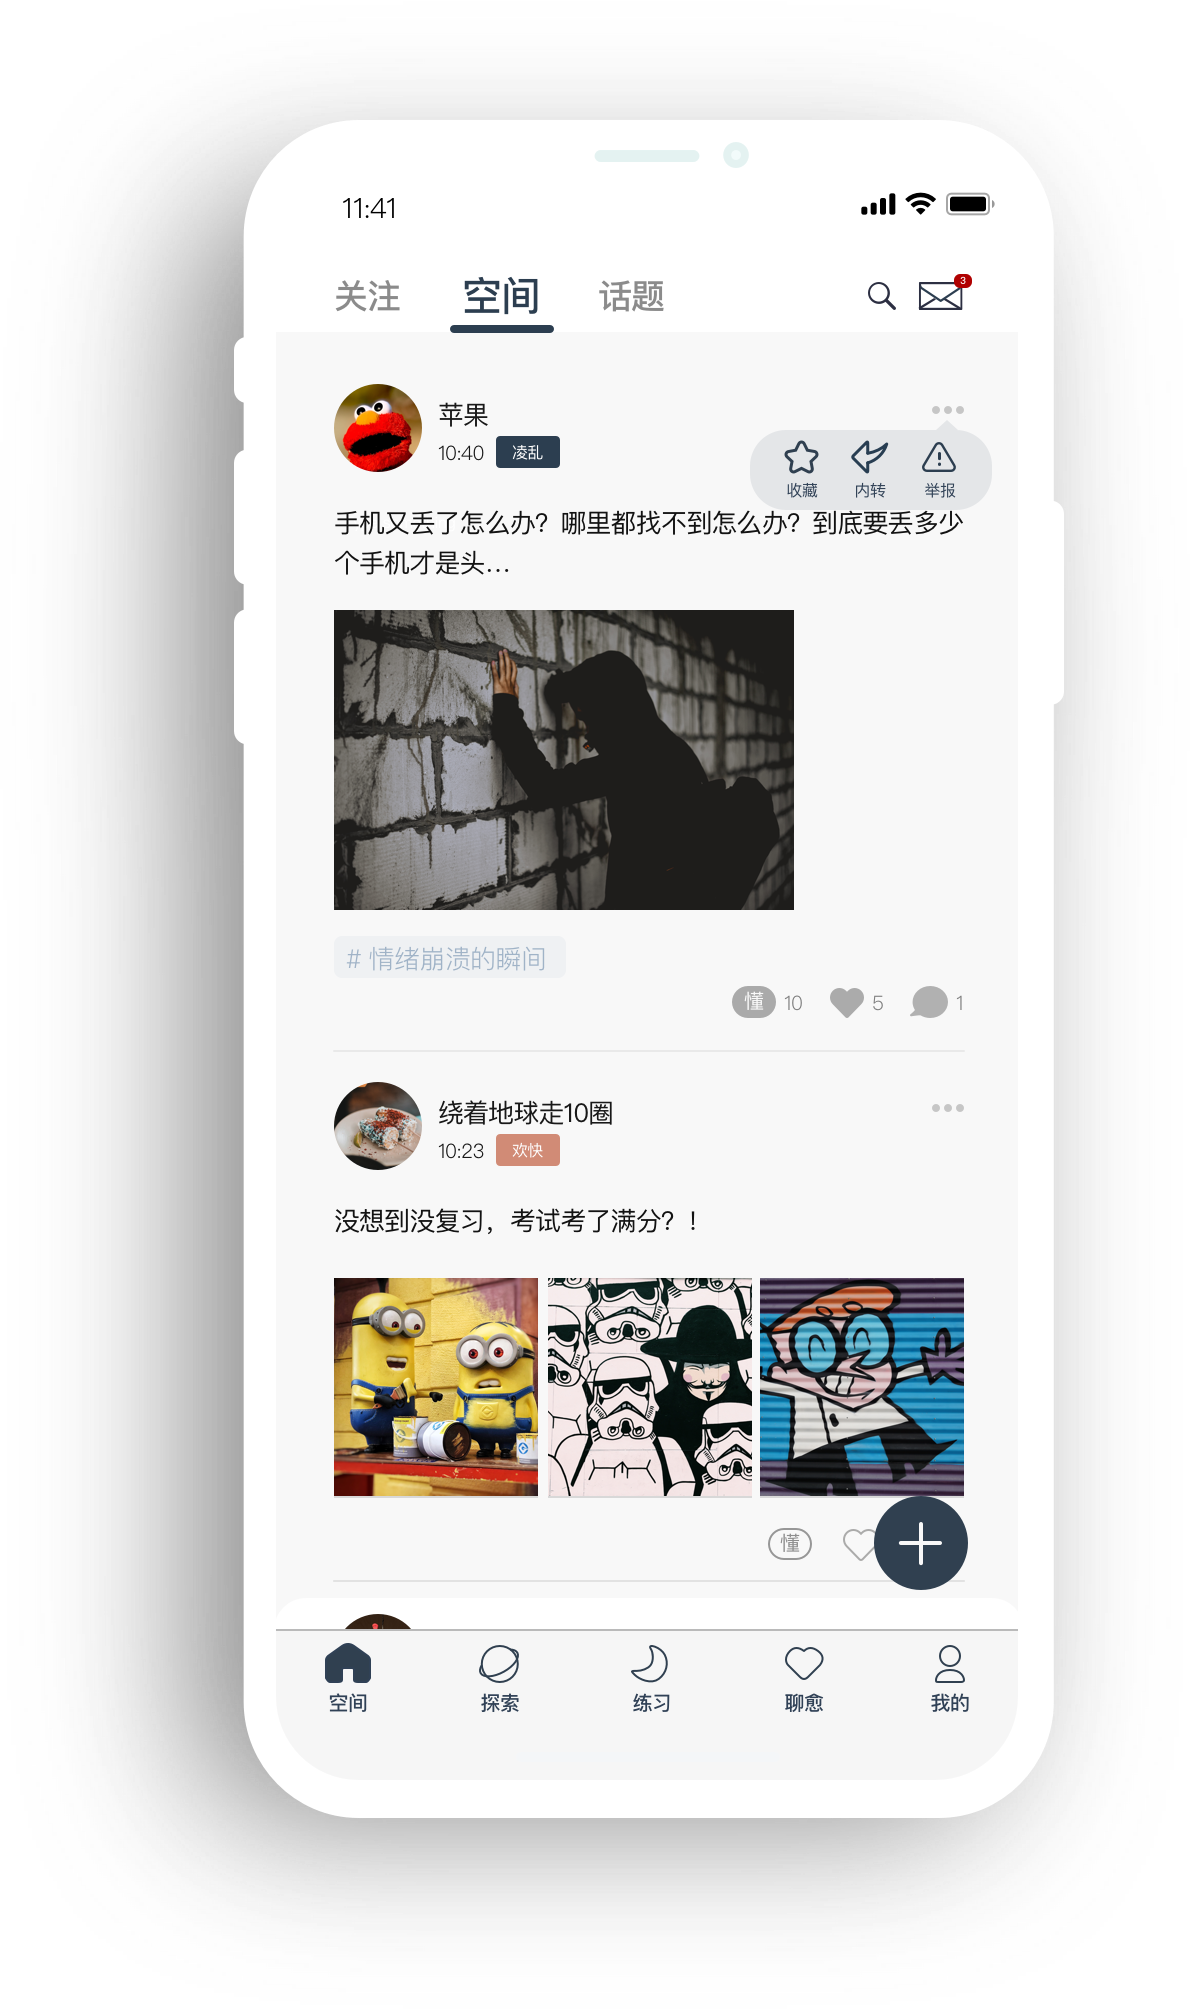 11:41
关注 空间 话题 3
苹果
10:40 凌乱
收藏 内转 举报
手机又丢了怎么办？哪里都找不到怎么办？到底要丢多少
个手机才是头…
# 情绪崩溃的瞬间
懂 10 5 1
绕着地球走10圈
10:23 欢快
没想到没复习，考试考了满分？！
懂
空间 探索 练习 聊愈 我的